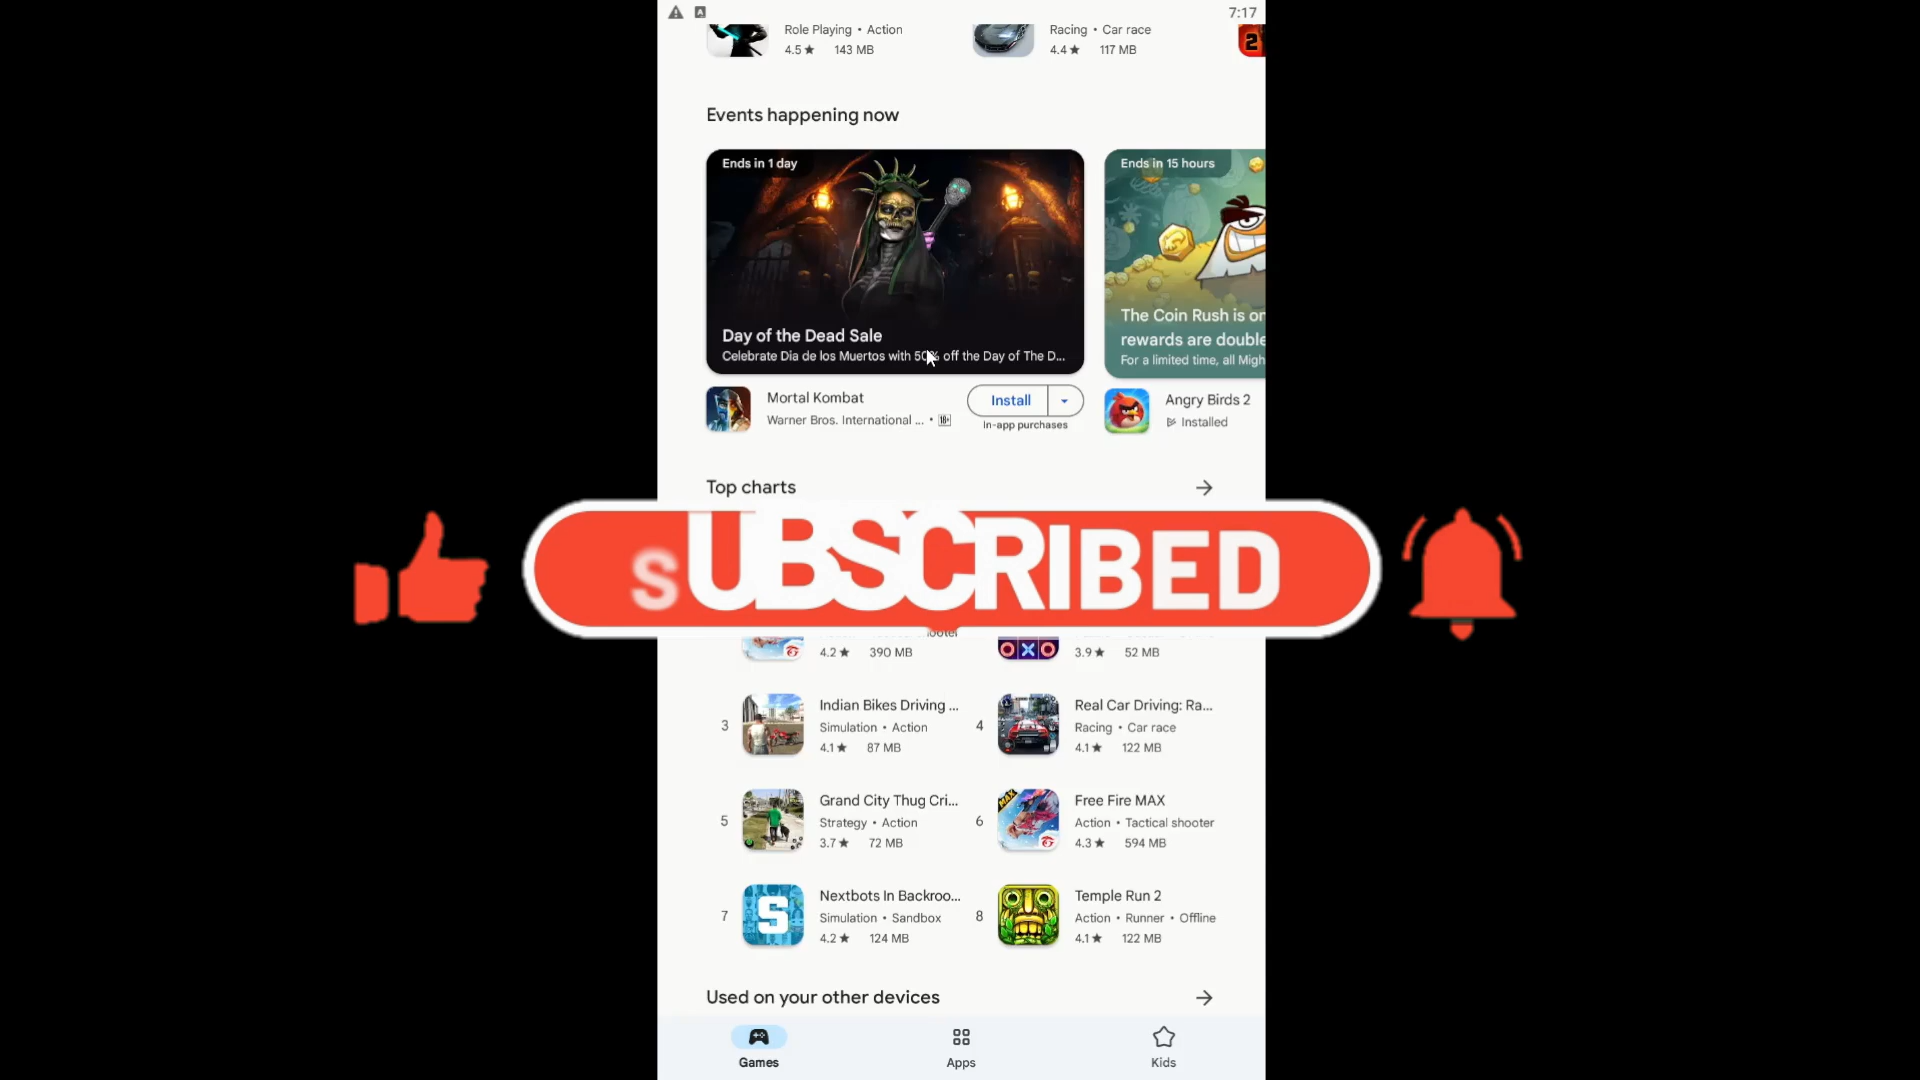 7:17
Role Playing • Action
4.5★ 143 MB
Racing • Car race
4.4★ 117 MB
2
Events happening now
Ends in 1 day
Day of the Dead Sale
Celebrate Dia de los Muertos with 50% off the Day of The D...
Ends in 15 hours
The Coin Rush is on
rewards are double
For a limited time, all Migh
Mortal Kombat
Warner Bros. International ... • 18+
Install
In-app purchases
Angry Birds 2
Installed
Top charts
SUBSCRIBED
4.2★ 390 MB
3.9★ 52 MB
3
Indian Bikes Driving ...
Simulation • Action
4.1★ 87 MB
4
Real Car Driving: Ra...
Racing • Car race
4.1★ 122 MB
5
Grand City Thug Cri...
Strategy • Action
3.7★ 72 MB
6
MAX
Free Fire MAX
Action • Tactical shooter
4.3★ 594 MB
7
S
Nextbots In Backroo...
Simulation • Sandbox
4.2★ 124 MB
8
Temple Run 2
Action • Runner • Offline
4.1★ 122 MB
Used on your other devices
Games
Apps
Kids